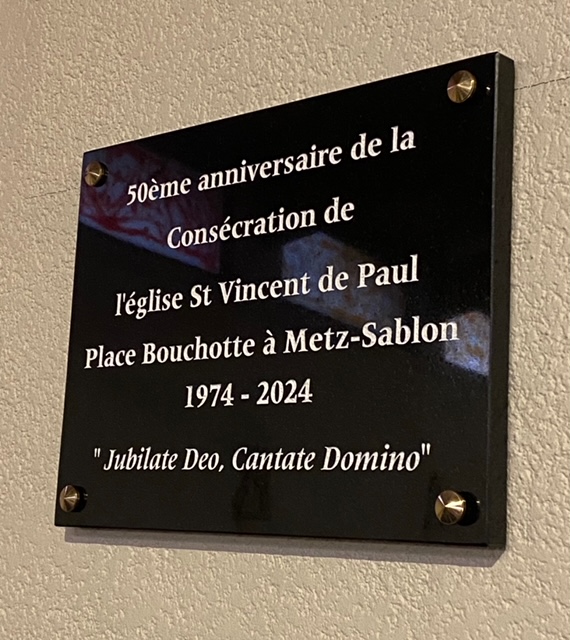 50ème anniversaire de la
Consécration de
l'église St Vincent de Paul
Place Bouchotte à Metz-Sablon
1974 - 2024
" Jubilate Deo, Cantate Domino"